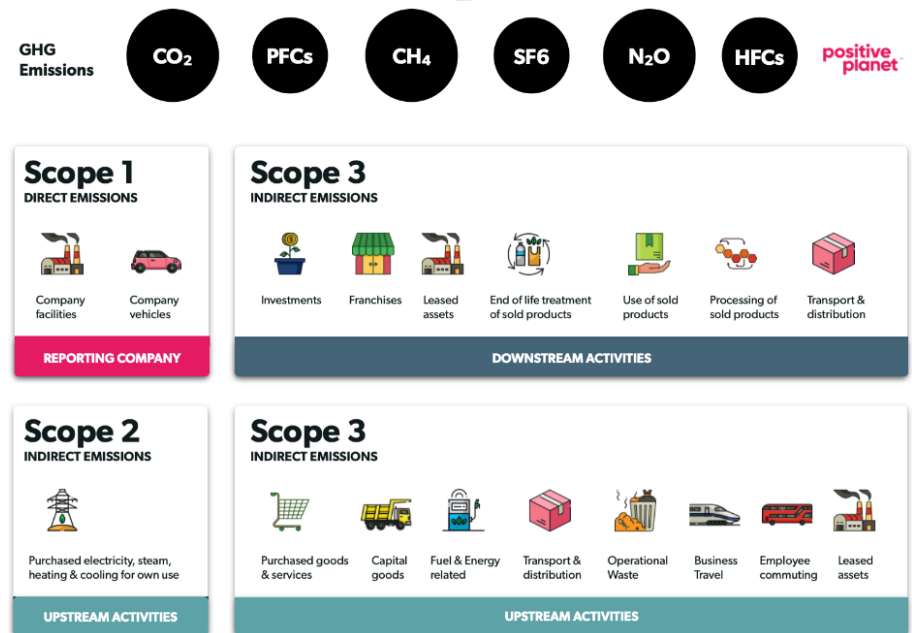 GHG
Emissions
CO₂
PFCs
CH₄
SF6
N₂O
HFCs
positive
planet
Scope 1
DIRECT EMISSIONS
Company
facilities
Company
vehicles
REPORTING COMPANY
Scope 3
INDIRECT EMISSIONS
Investments
Franchises
Leased
assets
End of life treatment
of sold products
Use of sold
products
Processing of
sold products
Transport &
distribution
DOWNSTREAM ACTIVITIES
Scope 2
INDIRECT EMISSIONS
Purchased electricity, steam,
heating & cooling for own use
UPSTREAM ACTIVITIES
Scope 3
INDIRECT EMISSIONS
Purchased goods
& services
Capital
goods
Fuel & Energy
related
Transport &
distribution
Operational
Waste
Business
Travel
Employee
commuting
Leased
assets
UPSTREAM ACTIVITIES